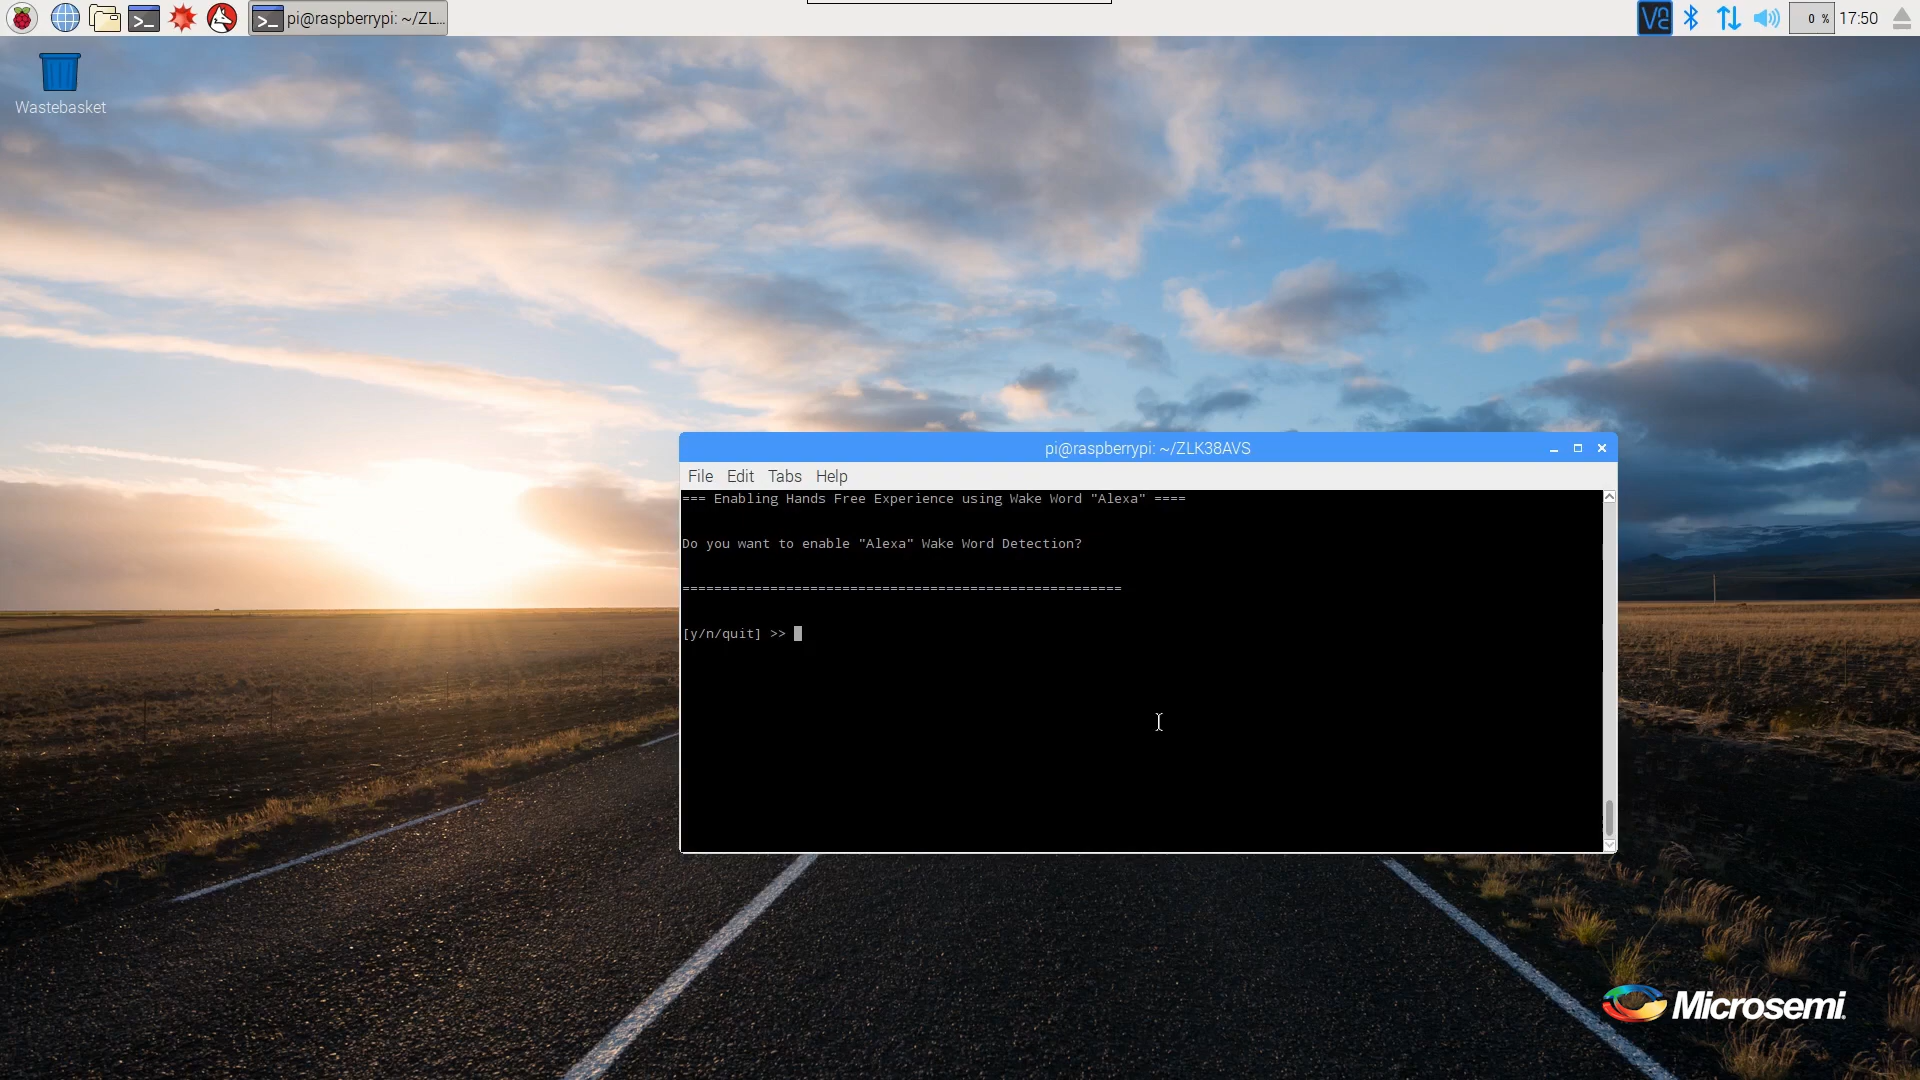 pi@raspberrypi: ~/ZL...
0 %
17:50
Wastebasket
pi@raspberrypi: ~/ZLK38AVS
File Edit Tabs Help
=== Enabling Hands Free Experience using Wake Word "Alexa" ====
Do you want to enable "Alexa" Wake Word Detection?
=======================================================
[y/n/quit] >>
Microsemi.